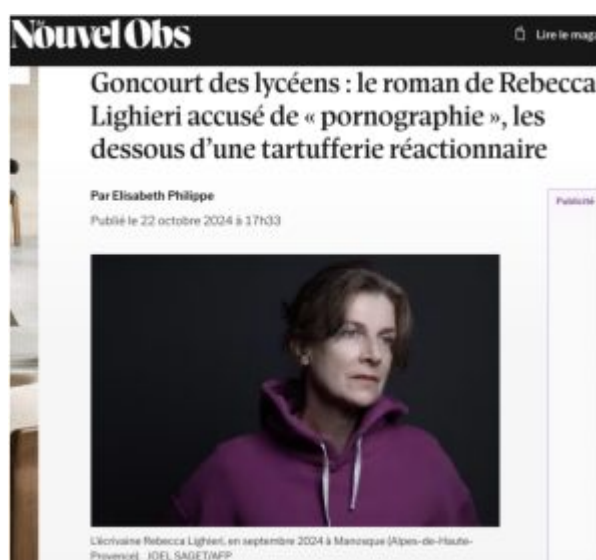 Nouvel Obs
Lire le maga
Goncourt des lycéens : le roman de Rebecca
Lighieri accusé de « pornographie », les
dessous d’une tartufferie réactionnaire
Par Elisabeth Philippe
Publié le 22 octobre 2024 à 17h33
Publicité
L’écrivaine Rebecca Lighieri, en septembre 2024 à Manosque (Alpes-de-Haute-
Provence). JOEL SAGET/AFP